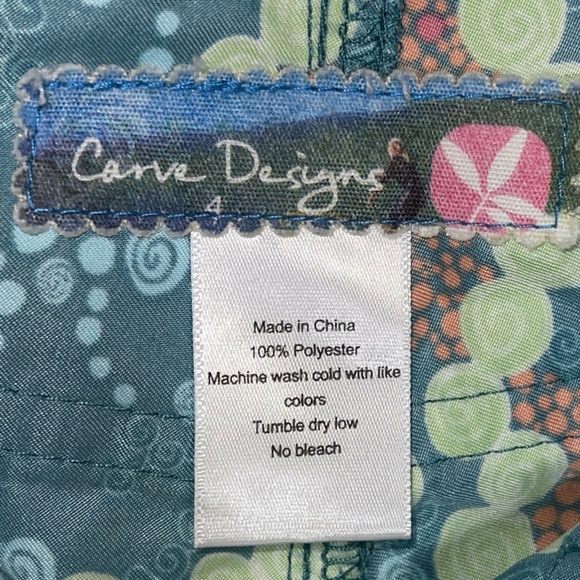 Carve Designs
4
Made in China
100% Polyester
Machine wash cold with like
colors
Tumble dry low
No bleach